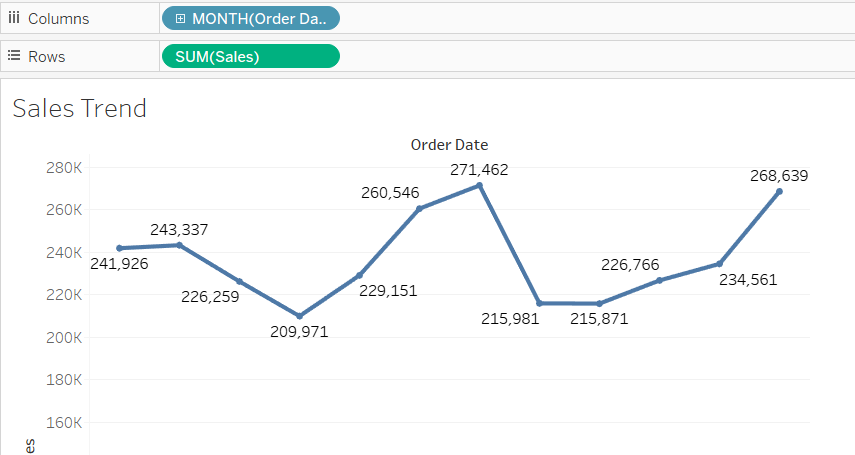 Columns
MONTH(Order Da..
Rows
SUM(Sales)
Sales Trend
Order Date
280K
260K
240K
220K
200K
180K
160K
241,926
243,337
226,259
209,971
229,151
260,546
271,462
215,981
215,871
226,766
234,561
268,639
es